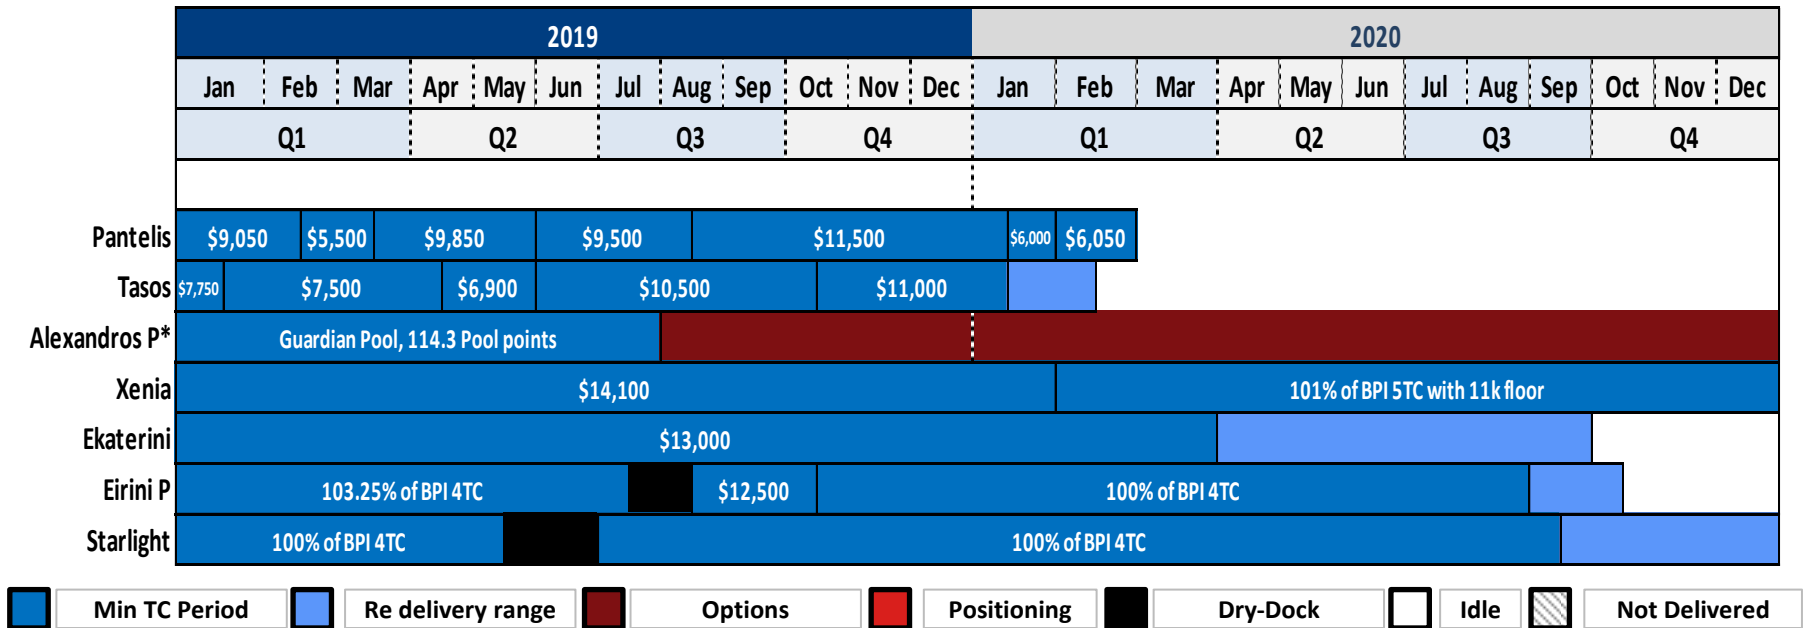 2019 2020
Jan Feb Mar Apr May Jun Jul Aug Sep Oct Nov Dec Jan Feb Mar Apr May Jun Jul Aug Sep Oct Nov Dec
Q1 Q2 Q3 Q4 Q1 Q2 Q3 Q4
Pantelis $9,050 $5,500 $9,850 $9,500 $11,500 $6,000 $6,050
Tasos $7,750 $7,500 $6,900 $10,500 $11,000
Alexandros P* Guardian Pool, 114.3 Pool points
Xenia $14,100 101% of BPI 5TC with 11k floor
Ekaterini $13,000
Eirini P 103.25% of BPI 4TC $12,500 100% of BPI 4TC
Starlight 100% of BPI 4TC 100% of BPI 4TC
Min TC Period Re delivery range Options Positioning Dry-Dock Idle Not Delivered